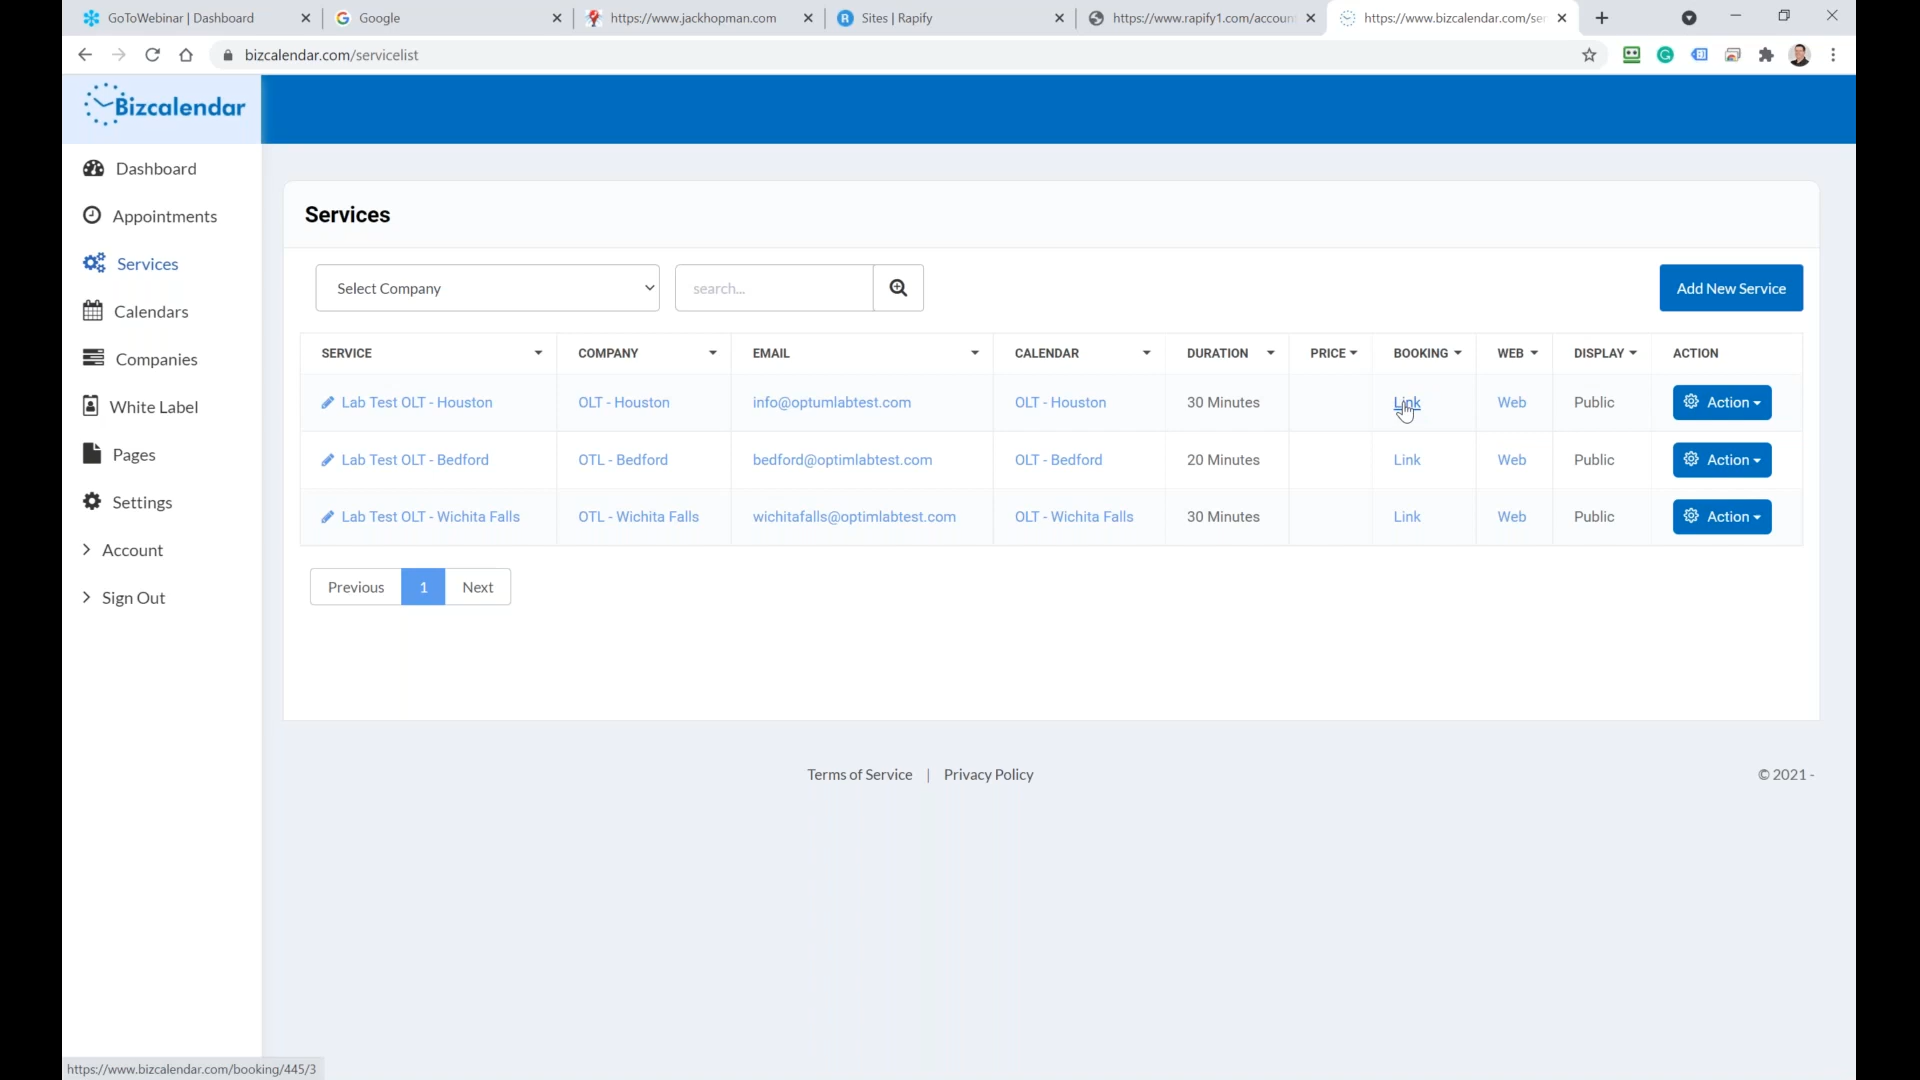 GoToWebinar | Dashboard
Google
https://www.jackhopman.com
Sites | Rapify
https://www.rapify1.com/accoun
https://www.bizcalendar.com/ser
bizcalendar.com/servicelist
Bizcalendar
Dashboard
Appointments
Services
Calendars
Companies
White Label
Pages
Settings
Account
Sign Out
Services
Select Company
search...
Add New Service
SERVICE COMPANY EMAIL CALENDAR DURATION PRICE BOOKING WEB DISPLAY ACTION
Lab Test OLT - Houston OLT - Houston info@optumlabtest.com OLT - Houston 30 Minutes Link Web Public Action
Lab Test OLT - Bedford OTL - Bedford bedford@optimlabtest.com OLT - Bedford 20 Minutes Link Web Public Action
Lab Test OLT - Wichita Falls OTL - Wichita Falls wichitafalls@optimlabtest.com OLT - Wichita Falls 30 Minutes Link Web Public Action
Previous 1 Next
Terms of Service | Privacy Policy
© 2021 -
https://www.bizcalendar.com/booking/445/3